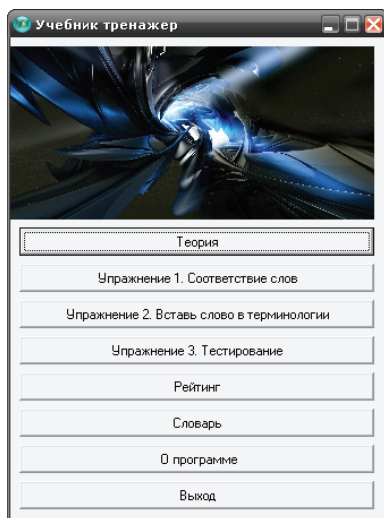 Учебник тренажер
Теория
Упражнение 1. Соответствие слов
Упражнение 2. Вставь слово в терминологии
Упражнение 3. Тестирование
Рейтинг
Словарь
О программе
Выход